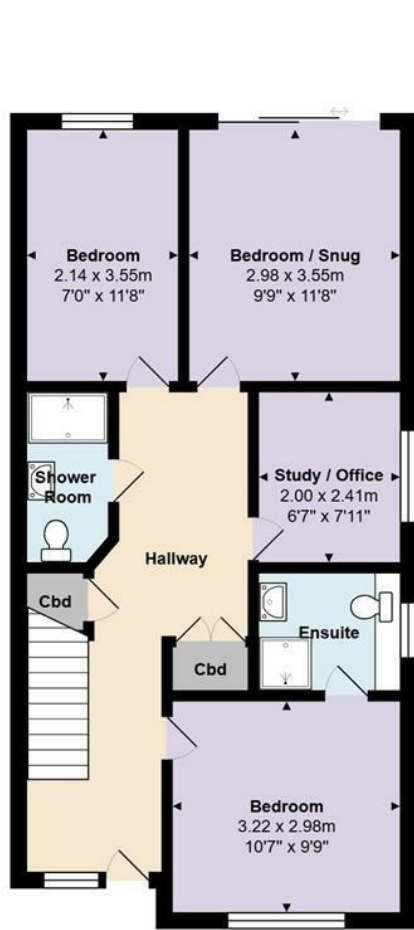 Bedroom
2.14 x 3.55m
7'0" x 11'8"
Bedroom / Snug
2.98 x 3.55m
9'9" x 11'8"
Shower
Room
Study / Office
2.00 x 2.41m
6'7" x 7'11"
Hallway
Cbd
Ensuite
Cbd
Bedroom
3.22 x 2.98m
10'7" x 9'9"